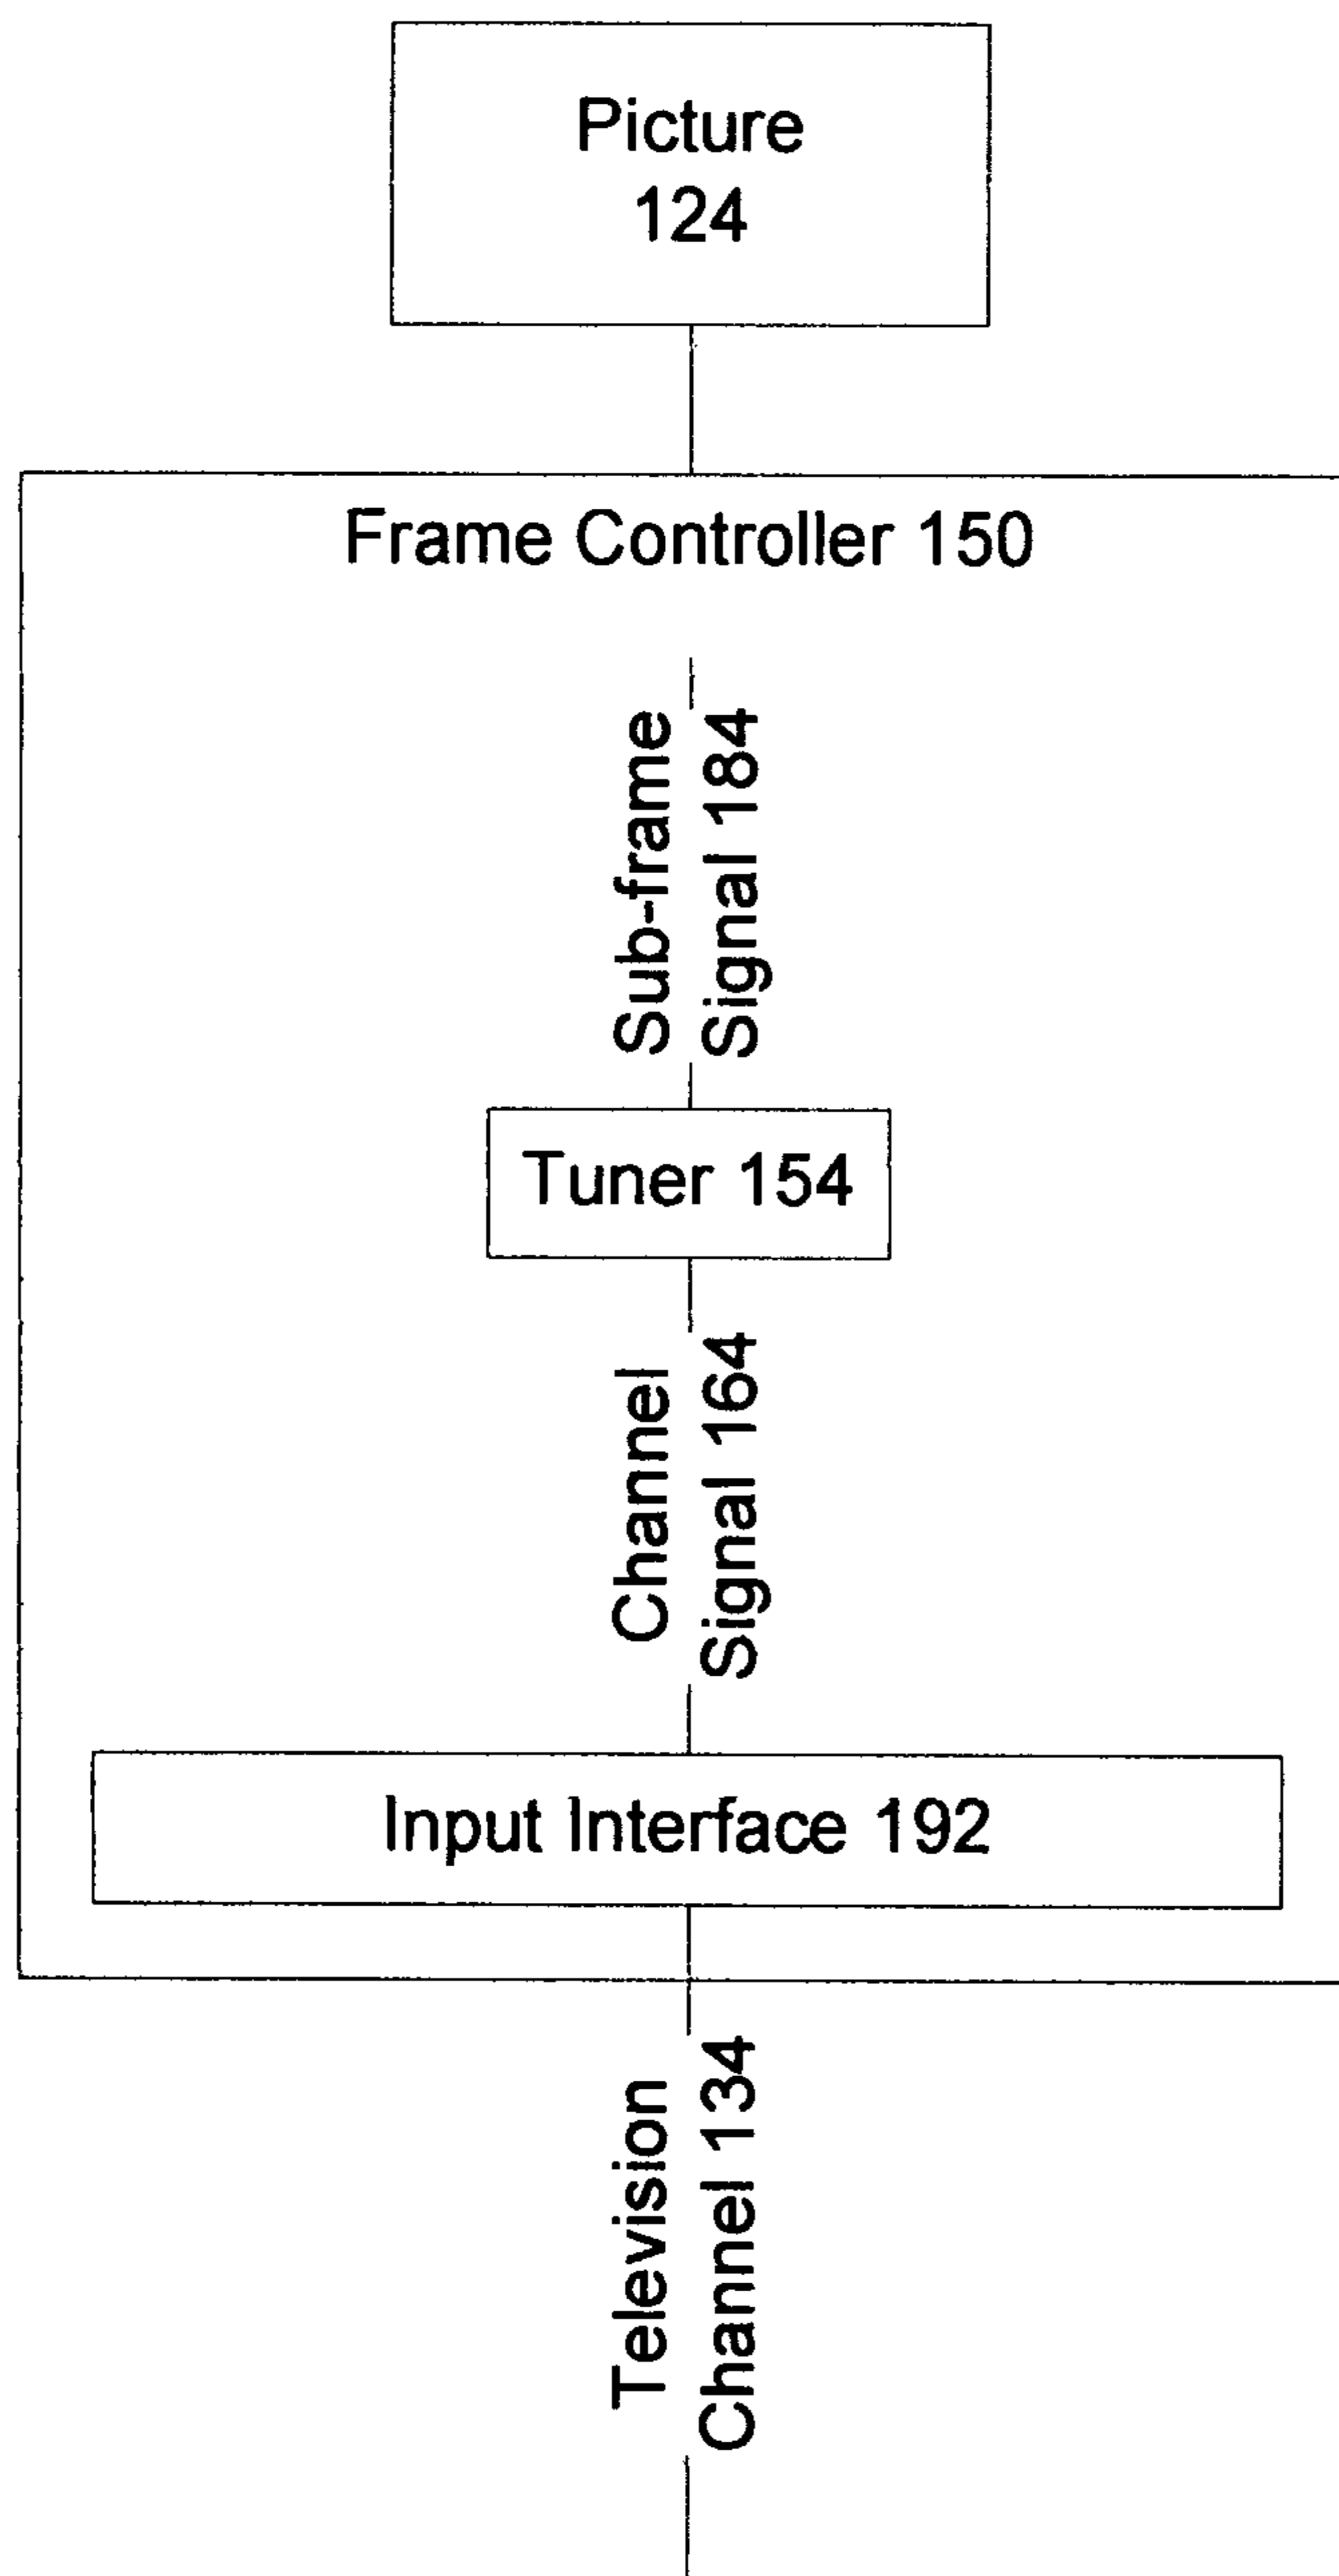 Picture
124
Frame Controller 150
Sub-frame
Signal 184
Tuner 154
Channel
Signal 164
Input Interface 192
Television
Channel 134